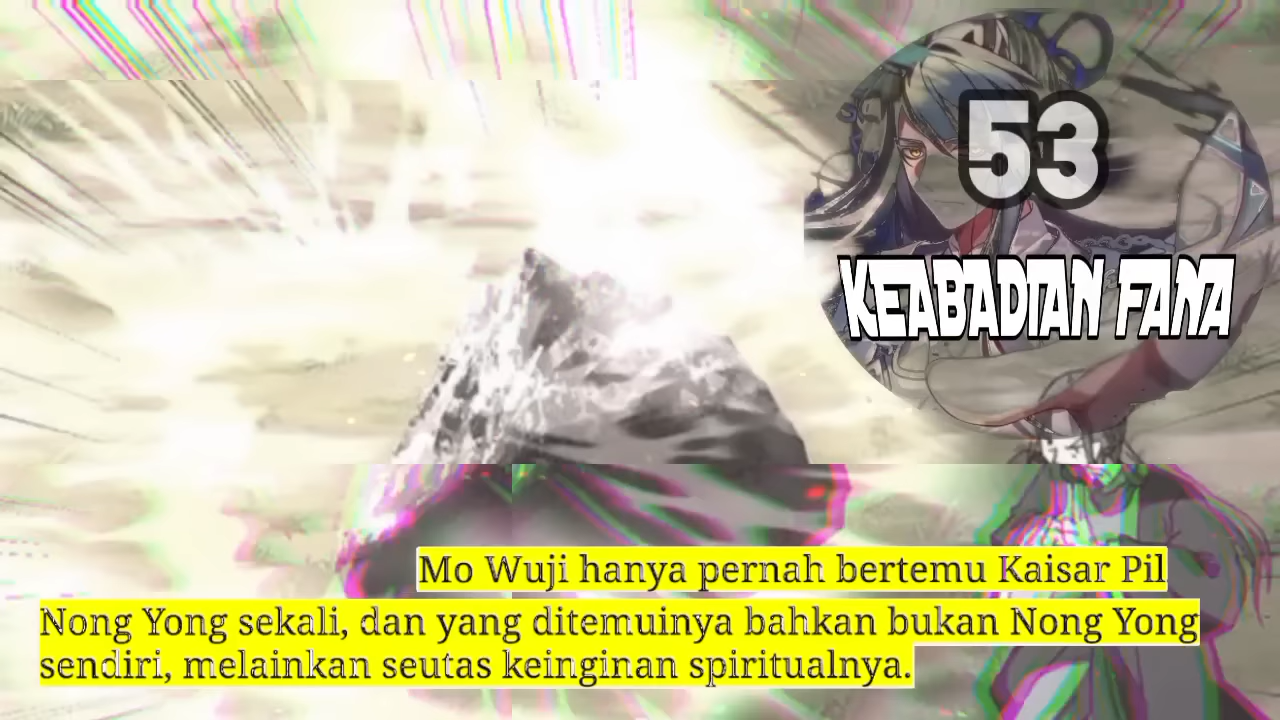 53
KEABADIAN FANA
Mo Wuji hanya pernah bertemu Kaisar Pil
Nong Yong sekali, dan yang ditemuinya bahkan bukan Nong Yong
sendiri, melainkan seutas keinginan spiritualnya.